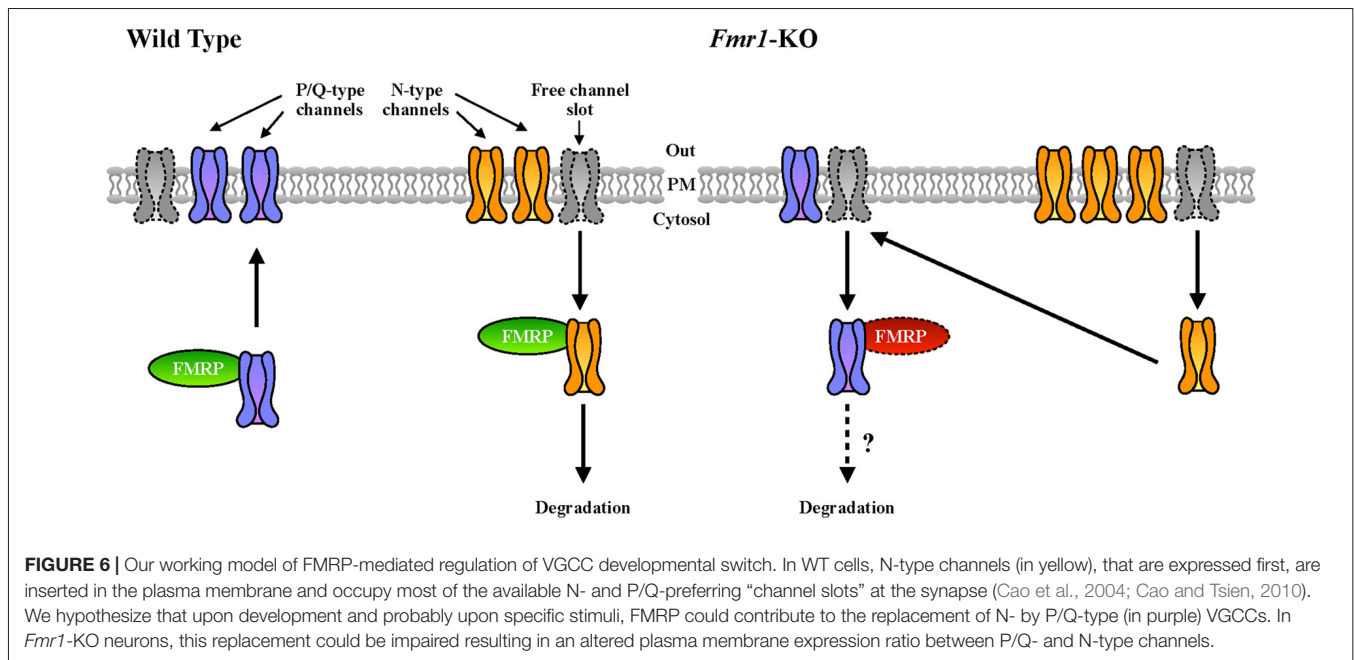 Wild Type
Fmr1-KO
P/Q-type
channels
N-type
channels
Free channel
slot
Out
PM
Cytosol
FMRP
FMRP
FMRP
?
Degradation
Degradation
FIGURE 6 | Our working model of FMRP-mediated regulation of VGCC developmental switch. In WT cells, N-type channels (in yellow), that are expressed first, are
inserted in the plasma membrane and occupy most of the available N- and P/Q-preferring “channel slots” at the synapse (Cao et al., 2004; Cao and Tsien, 2010).
We hypothesize that upon development and probably upon specific stimuli, FMRP could contribute to the replacement of N- by P/Q-type (in purple) VGCCs. In
Fmr1-KO neurons, this replacement could be impaired resulting in an altered plasma membrane expression ratio between P/Q- and N-type channels.